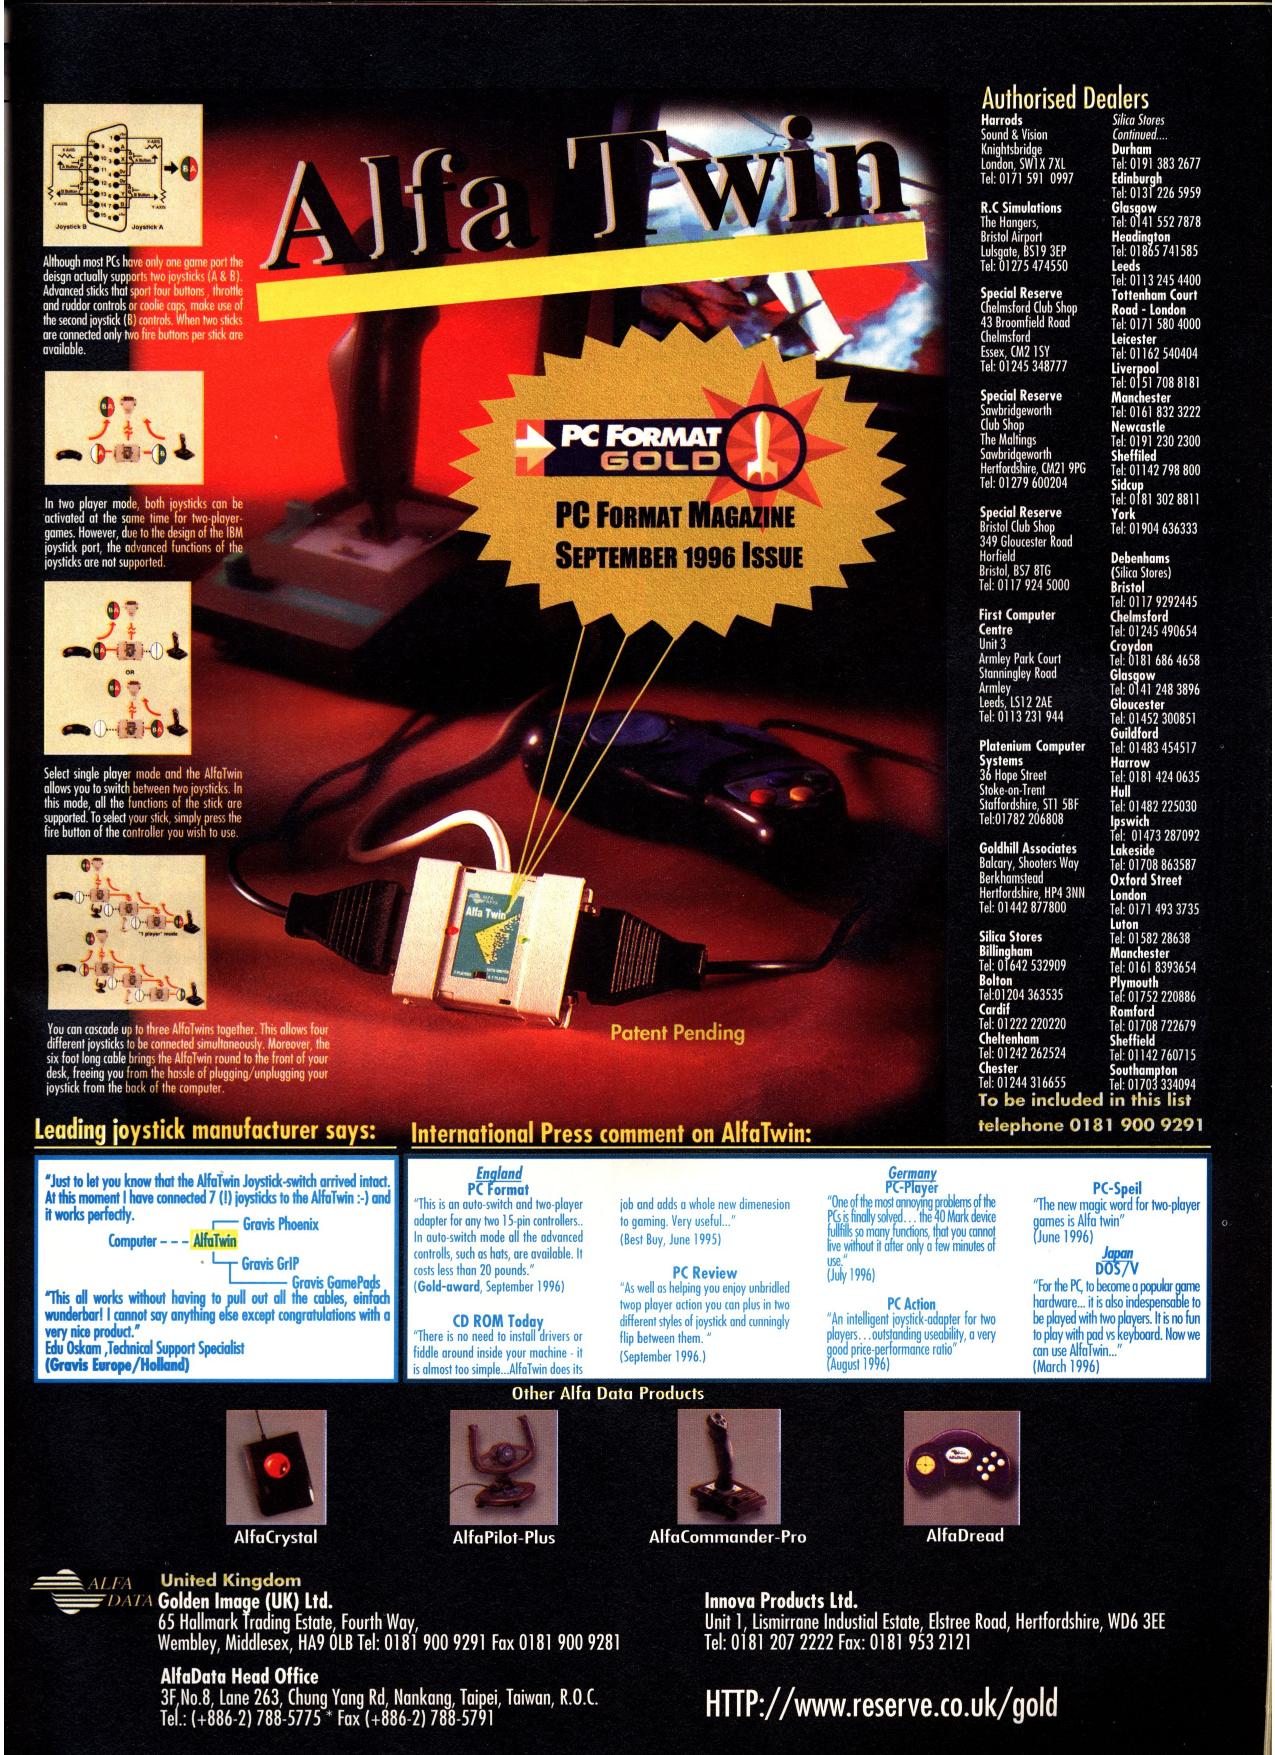 Alfa Twin
Joystick B
Joystick A
Although most PCs have only one game port the
deisgn actually supports two joysticks (A & B).
Advanced sticks that sport four buttons , throttle
and ruddor controls or coolie caps, make use of
the second joystick (B) controls. When two sticks
are connected only two fire buttons per stick are
available.
In two player mode, both joysticks can be
activated at the same time for two-player-
games. However, due to the design of the IBM
joystick port, the advanced functions of the
joysticks are not supported.
OR
Select single player mode and the AlfaTwin
allows you to switch between two joysticks. In
this mode, all the functions of the stick are
supported. To select your stick, simply press the
fire button of the controller you wish to use.
"1 player" mode
You can cascade up to three AlfaTwins together. This allows four
different joysticks to be connected simultaneously. Moreover, the
six foot long cable brings the AlfaTwin round to the front of your
desk, freeing you from the hassle of plugging/unplugging your
joystick from the back of the computer.
PC FORMAT
GOLD
PC FORMAT MAGAZINE
SEPTEMBER 1996 ISSUE
Alfa Twin
Patent Pending
Authorised Dealers
Harrods
Sound & Vision
Knightsbridge
London, SW1X 7XL
Tel: 0171 591 0997
R.C Simulations
The Hangers,
Bristol Airport
Lulsgate, BS19 3EP
Tel: 01275 474550
Special Reserve
Chelmsford Club Shop
43 Broomfield Road
Chelmsford
Essex, CM2 1SY
Tel: 01245 348777
Special Reserve
Sawbridgeworth
Club Shop
The Maltings
Sawbridgeworth
Hertfordshire, CM21 9PG
Tel: 01279 600204
Special Reserve
Bristol Club Shop
349 Gloucester Road
Horfield
Bristol, BS7 8TG
Tel: 0117 924 5000
First Computer
Centre
Unit 3
Armley Park Court
Stanningley Road
Armley
Leeds, LS12 2AE
Tel: 0113 231 944
Platenium Computer
Systems
36 Hope Street
Stoke-on-Trent
Staffordshire, ST1 5BF
Tel:01782 206808
Goldhill Associates
Balcary, Shooters Way
Berkhamstead
Hertfordshire, HP4 3NN
Tel: 01442 877800
Silica Stores
Billingham
Tel: 01642 532909
Bolton
Tel:01204 363535
Cardif
Tel: 01222 220220
Cheltenham
Tel: 01242 262524
Chester
Tel: 01244 316655
Silica Stores
Continued....
Durham
Tel: 0191 383 2677
Edinburgh
Tel: 0131 226 5959
Glasgow
Tel: 0141 552 7878
Headington
Tel: 01865 741585
Leeds
Tel: 0113 245 4400
Tottenham Court
Road - London
Tel: 0171 580 4000
Leicester
Tel: 01162 540404
Liverpool
Tel: 0151 708 8181
Manchester
Tel: 0161 832 3222
Newcastle
Tel: 0191 230 2300
Sheffiled
Tel: 01142 798 800
Sidcup
Tel: 0181 302 8811
York
Tel: 01904 636333
Debenhams
(Silica Stores)
Bristol
Tel: 0117 9292445
Chelmsford
Tel: 01245 490654
Croydon
Tel: 0181 686 4658
Glasgow
Tel: 0141 248 3896
Gloucester
Tel: 01452 300851
Guildford
Tel: 01483 454517
Harrow
Tel: 0181 424 0635
Hull
Tel: 01482 225030
Ipswich
Tel: 01473 287092
Lakeside
Tel: 01708 863587
Oxford Street
London
Tel: 0171 493 3735
Luton
Tel: 01582 28638
Manchester
Tel: 0161 8393654
Plymouth
Tel: 01752 220886
Romford
Tel: 01708 722679
Sheffield
Tel: 01142 760715
Southampton
Tel: 01703 334094
To be included in this list
telephone 0181 900 9291
Leading joystick manufacturer says:
"Just to let you know that the AlfaTwin Joystick-switch arrived intact.
At this moment I have connected 7 (!) joysticks to the AlfaTwin :-) and
it works perfectly.
Gravis Phoenix
Computer - - - AlfaTwin
Gravis GrIP
Gravis GamePads
"This all works without having to pull out all the cables, einfach
wunderbar! I cannot say anything else except congratulations with a
very nice product."
Edu Oskam ,Technical Support Specialist
(Gravis Europe/Holland)
International Press comment on AlfaTwin:
England
PC Format
"This is an auto-switch and two-player
adapter for any two 15-pin controllers..
In auto-switch mode all the advanced
controlls, such as hats, are available. It
costs less than 20 pounds."
(Gold-award, September 1996)
CD ROM Today
"There is no need to install drivers or
fiddle around inside your machine - it
is almost too simple...AlfaTwin does its
job and adds a whole new dimenesion
to gaming. Very useful..."
(Best Buy, June 1995)
PC Review
"As well as helping you enjoy unbridled
twop player action you can plus in two
different styles of joystick and cunningly
flip between them. "
(September 1996.)
Germany
PC-Player
"One of the most annoying problems of the
PCs is finally solved. . . the 40 Mark device
fullfills so many functions, that you cannot
live without it after only a few minutes of
use."
(July 1996)
PC Action
"An intelligent joystick-adapter for two
players. . .outstanding useability, a very
good price-performance ratio"
(August 1996)
PC-Speil
"The new magic word for two-player
games is Alfa twin"
(June 1996)
Japan
DOS/V
"For the PC, to become a popular game
hardware... it is also indespensable to
be played with two players. It is no fun
to play with pad vs keyboard. Now we
can use AlfaTwin..."
(March 1996)
Other Alfa Data Products
AlfaCrystal
AlfaPilot-Plus
AlfaCommander-Pro
AlfaDread
ALFA
DATA
United Kingdom
Golden Image (UK) Ltd.
65 Hallmark Trading Estate, Fourth Way,
Wembley, Middlesex, HA9 0LB Tel: 0181 900 9291 Fax 0181 900 9281
AlfaData Head Office
3F,No.8, Lane 263, Chung Yang Rd, Nankang, Taipei, Taiwan, R.O.C.
Tel.: (+886-2) 788-5775 * Fax (+886-2) 788-5791
Innova Products Ltd.
Unit 1, Lismirrane Industial Estate, Elstree Road, Hertfordshire, WD6 3EE
Tel: 0181 207 2222 Fax: 0181 953 2121
HTTP://www.reserve.co.uk/gold